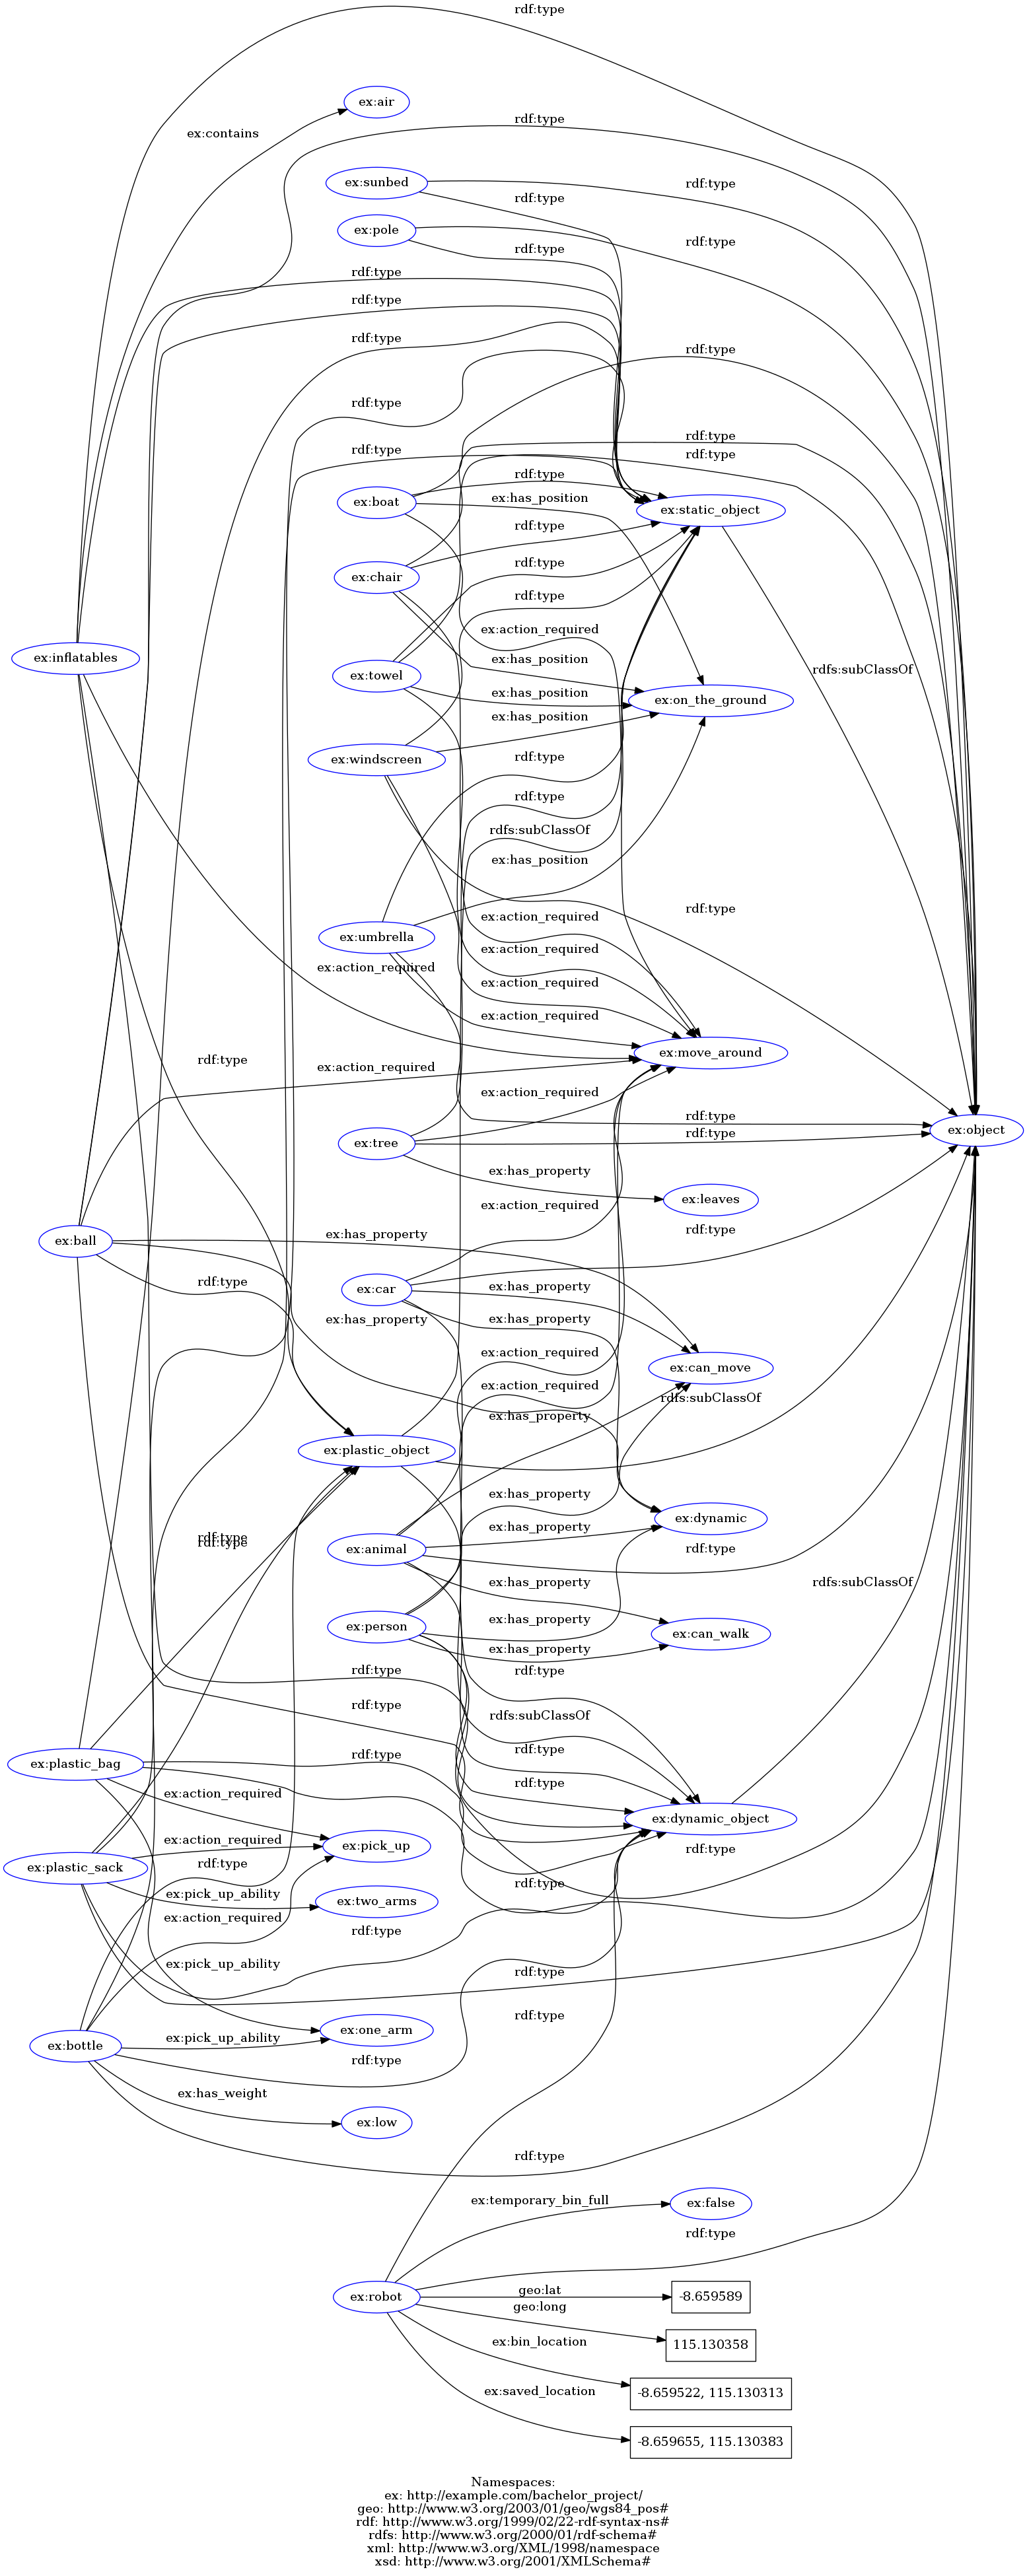 rdf:type
ex:air
rdf:type
ex:contains
ex:sunbed
rdf:type
rdf:type
ex:pole
rdf:type
rdf:type
rdf:type
rdf:type
rdf:type
rdf:type
rdf:type
rdf:type
rdf:type
rdf:type
rdf:type
ex:boat
rdf:type
ex:has_position
ex:static_object
rdf:type
rdf:type
ex:chair
rdf:type
ex:action_required
ex:inflatables
ex:has_position
rdfs:subClassOf
ex:towel
ex:has_position
ex:on_the_ground
ex:has_position
rdf:type
ex:windscreen
rdf:type
rdfs:subClassOf
ex:has_position
rdf:type
ex:action_required
ex:umbrella
ex:action_required
ex:action_required
ex:action_required
ex:action_required
ex:move_around
rdf:type
ex:action_required
ex:action_required
rdf:type
ex:object
rdf:type
ex:tree
ex:has_property
ex:leaves
ex:action_required
rdf:type
ex:has_property
ex:ball
rdf:type
ex:car
ex:has_property
ex:has_property
ex:has_property
ex:action_required
ex:can_move
ex:action_required
rdfs:subClassOf
ex:has_property
ex:plastic_object
ex:has_property
ex:dynamic
ex:has_property
rdf:type
rdf:type
ex:animal
rdf:type
ex:has_property
rdfs:subClassOf
ex:has_property
ex:person
ex:can_walk
ex:has_property
rdf:type
rdf:type
rdf:type
rdfs:subClassOf
rdf:type
rdf:type
ex:plastic_bag
rdf:type
ex:action_required
ex:dynamic_object
ex:action_required
ex:pick_up
rdf:type
ex:plastic_sack
rdf:type
rdf:type
ex:pick_up_ability
ex:two_arms
ex:action_required
rdf:type
ex:pick_up_ability
rdf:type
rdf:type
ex:one_arm
ex:pick_up_ability
ex:bottle
rdf:type
ex:has_weight
ex:low
rdf:type
ex:temporary_bin_full
ex:false
rdf:type
geo:lat
ex:robot
-8.659589
geo:long
ex:bin_location
115.130358
ex:saved_location
-8.659522, 115.130313
-8.659655, 115.130383
Namespaces:
ex: http://example.com/bachelor_project/
geo: http://www.w3.org/2003/01/geo/wgs84_pos#
rdf: http://www.w3.org/1999/02/22-rdf-syntax-ns#
rdfs: http://www.w3.org/2000/01/rdf-schema#
xml: http://www.w3.org/XML/1998/namespace
xsd: http://www.w3.org/2001/XMLSchema#